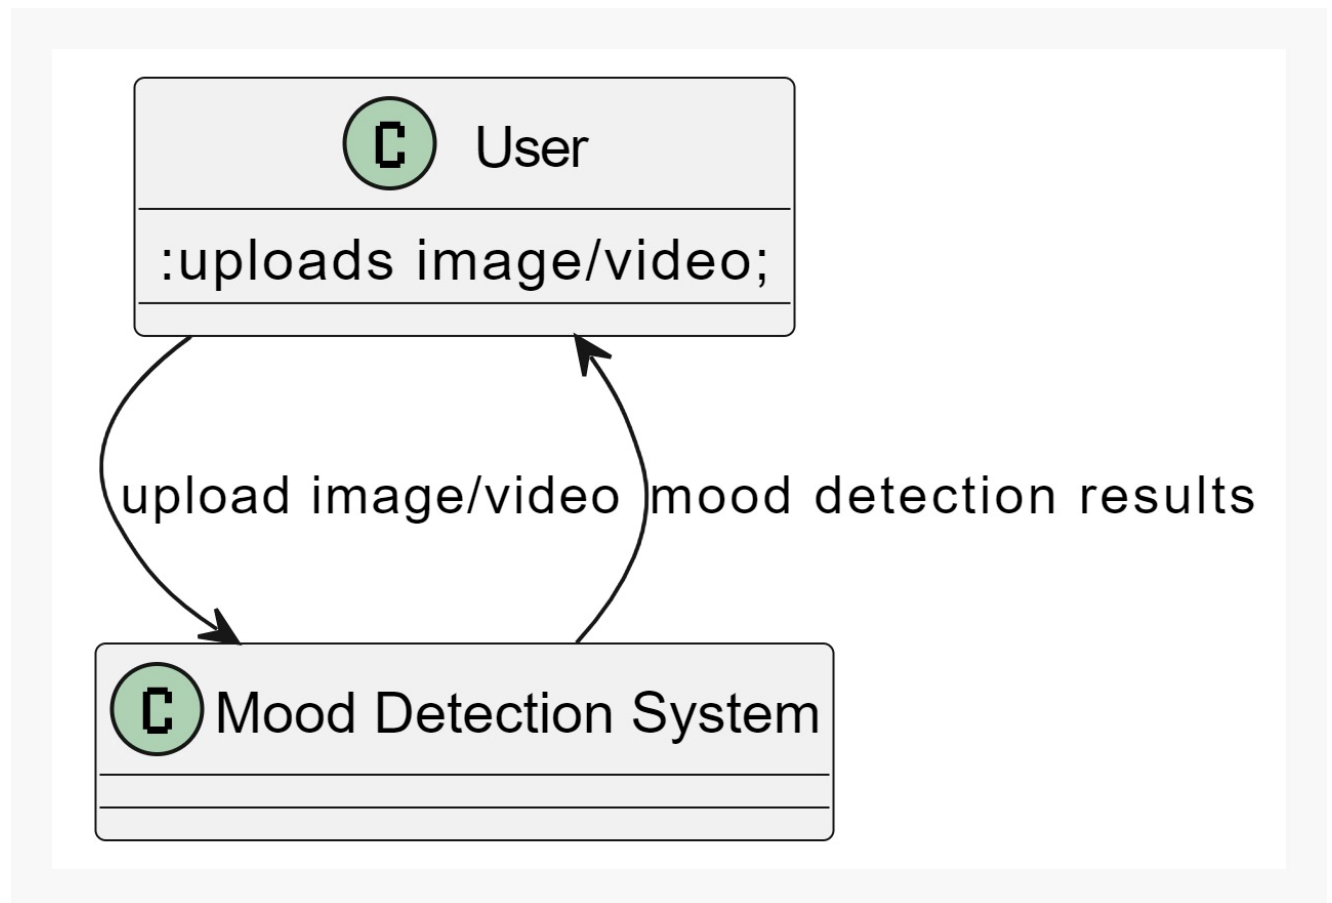 C User
:uploads image/video;
upload image/video mood detection results
C Mood Detection System